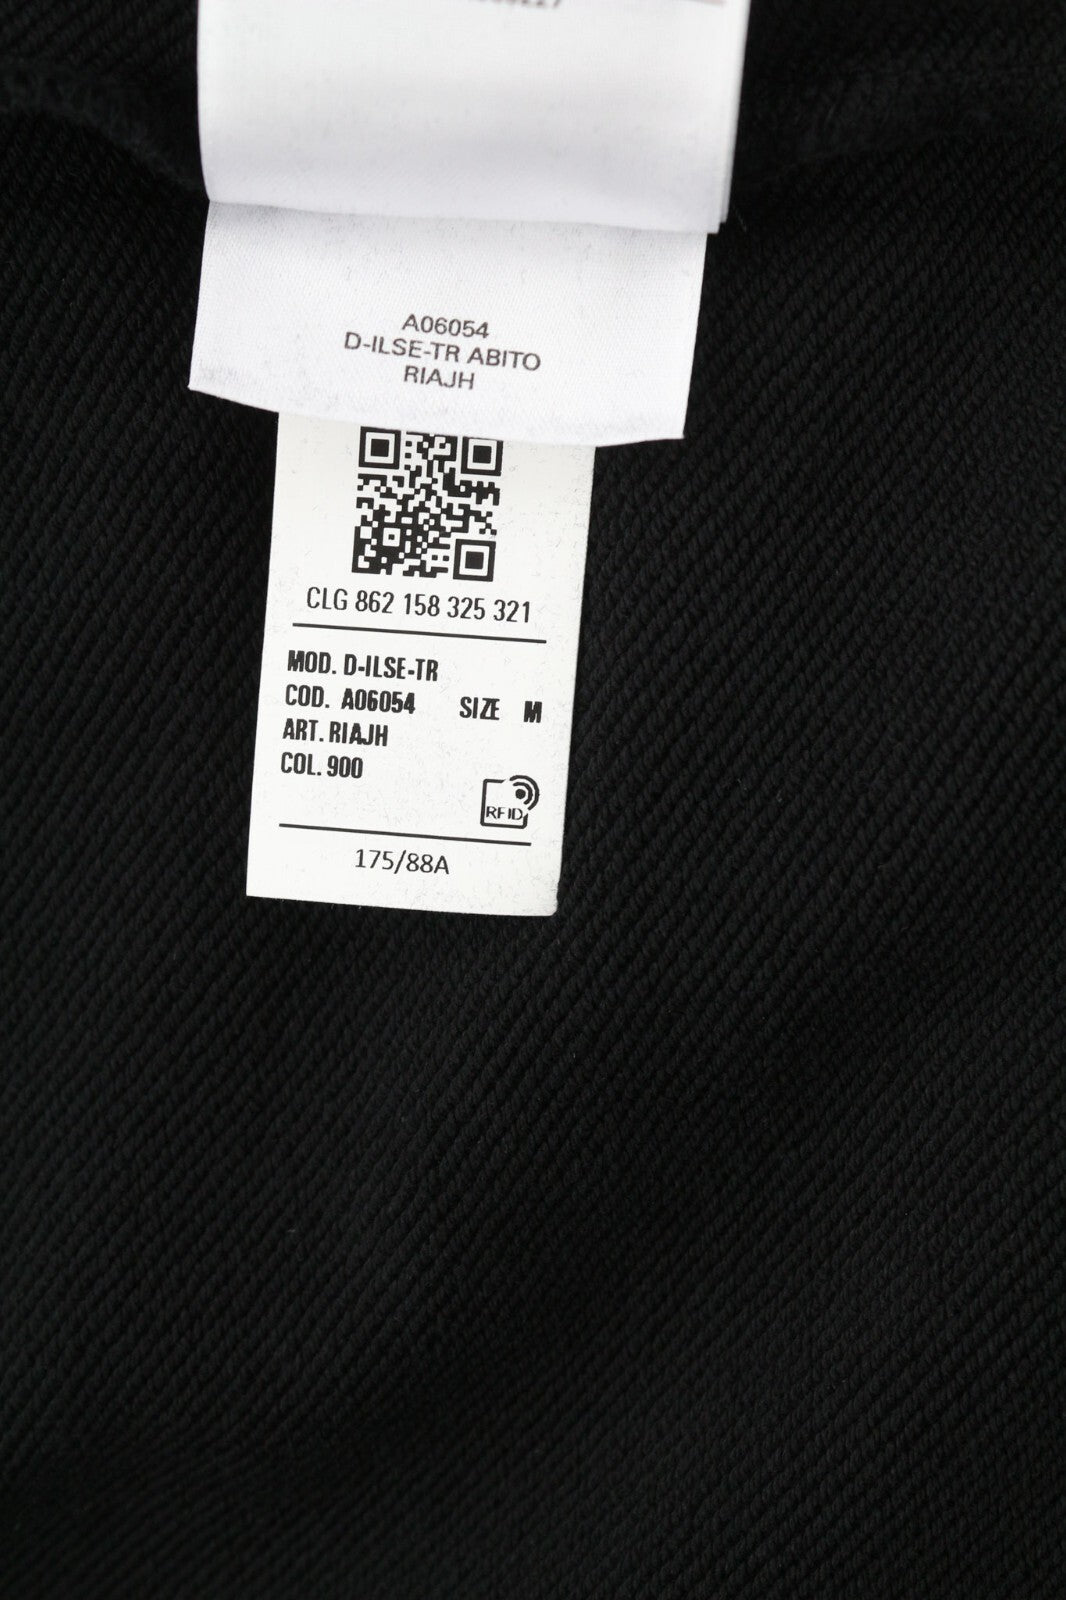 A06054
D-ILSE-TR ABITO
RIAJH
CLG 862 158 325 321
MOD. D-ILSE-TR
COD. A06054 SIZE M
ART. RIAJH
COL. 900
RFID
175/88A